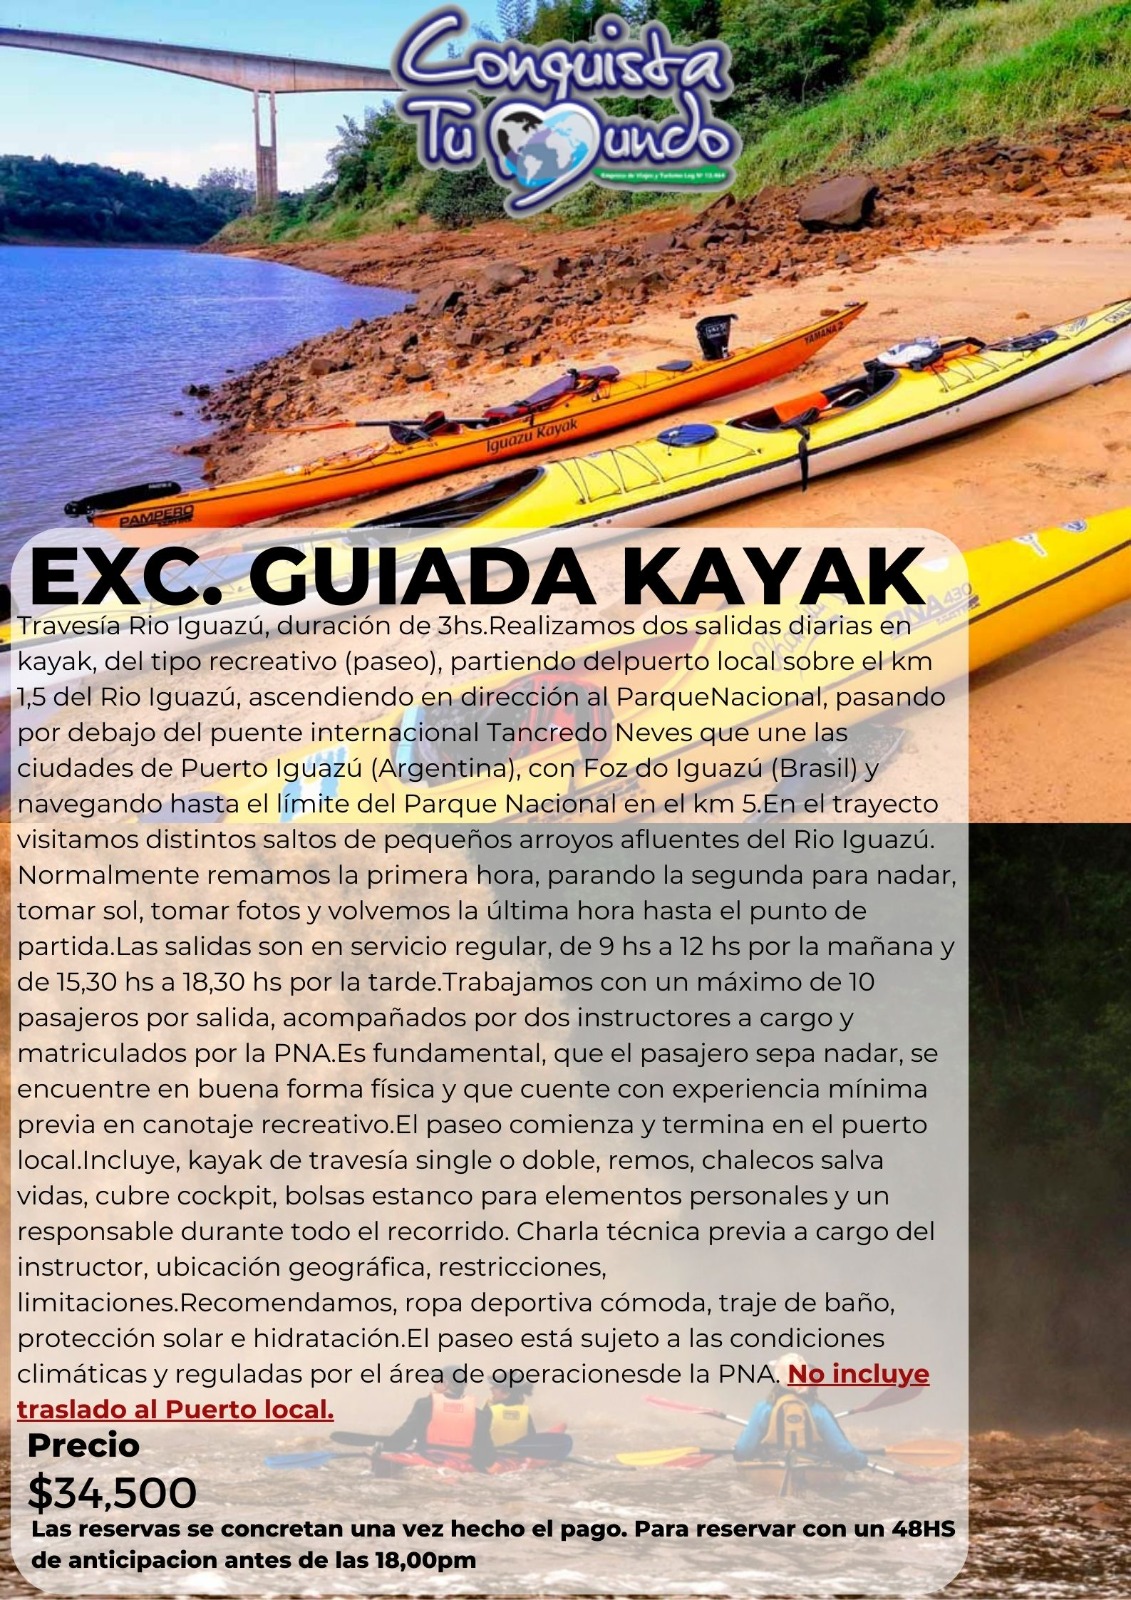 Conquista
Tu Mundo
Empresa de Viajes y Turismo Leg Nº
YAMANA 2
Iguazu Kayak
PAMPERO
EXC. GUIADA KAYAK
430
Travesía Rio Iguazú, duración de 3hs.Realizamos dos salidas diarias en
kayak, del tipo recreativo (paseo), partiendo delpuerto local sobre el km
1,5 del Rio Iguazú, ascendiendo en dirección al ParqueNacional, pasando
por debajo del puente internacional Tancredo Neves que une las
ciudades de Puerto Iguazú (Argentina), con Foz do Iguazú (Brasil) y
navegando hasta el límite del Parque Nacional en el km 5.En el trayecto
visitamos distintos saltos de pequeños arroyos afluentes del Rio Iguazú.
Normalmente remamos la primera hora, parando la segunda para nadar,
tomar sol, tomar fotos y volvemos la última hora hasta el punto de
partida.Las salidas son en servicio regular, de 9 hs a 12 hs por la mañana y
de 15,30 hs a 18,30 hs por la tarde.Trabajamos con un máximo de 10
pasajeros por salida, acompañados por dos instructores a cargo y
matriculados por la PNA.Es fundamental, que el pasajero sepa nadar, se
encuentre en buena forma física y que cuente con experiencia mínima
previa en canotaje recreativo.El paseo comienza y termina en el puerto
local.Incluye, kayak de travesía single o doble, remos, chalecos salva
vidas, cubre cockpit, bolsas estanco para elementos personales y un
responsable durante todo el recorrido. Charla técnica previa a cargo del
instructor, ubicación geográfica, restricciones,
limitaciones.Recomendamos, ropa deportiva cómoda, traje de baño,
protección solar e hidratación.El paseo está sujeto a las condiciones
climáticas y reguladas por el área de operacionesde la PNA. No incluye
traslado al Puerto local.
Precio
$34,500
Las reservas se concretan una vez hecho el pago. Para reservar con un 48HS
de anticipacion antes de las 18,00pm